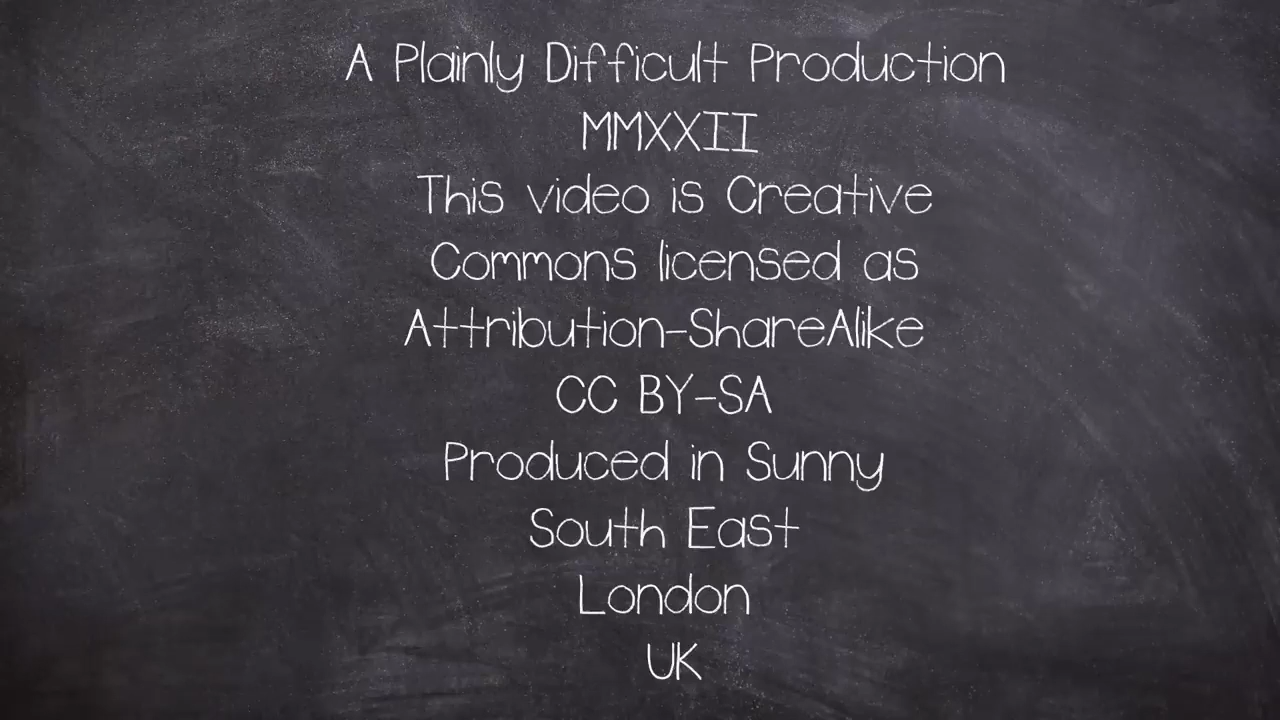 A Plainly Difficult Production
MMXXII
This video is Creative
Commons licensed as
Attribution-ShareAlike
CC BY-SA
Produced in Sunny
South East
London
UK